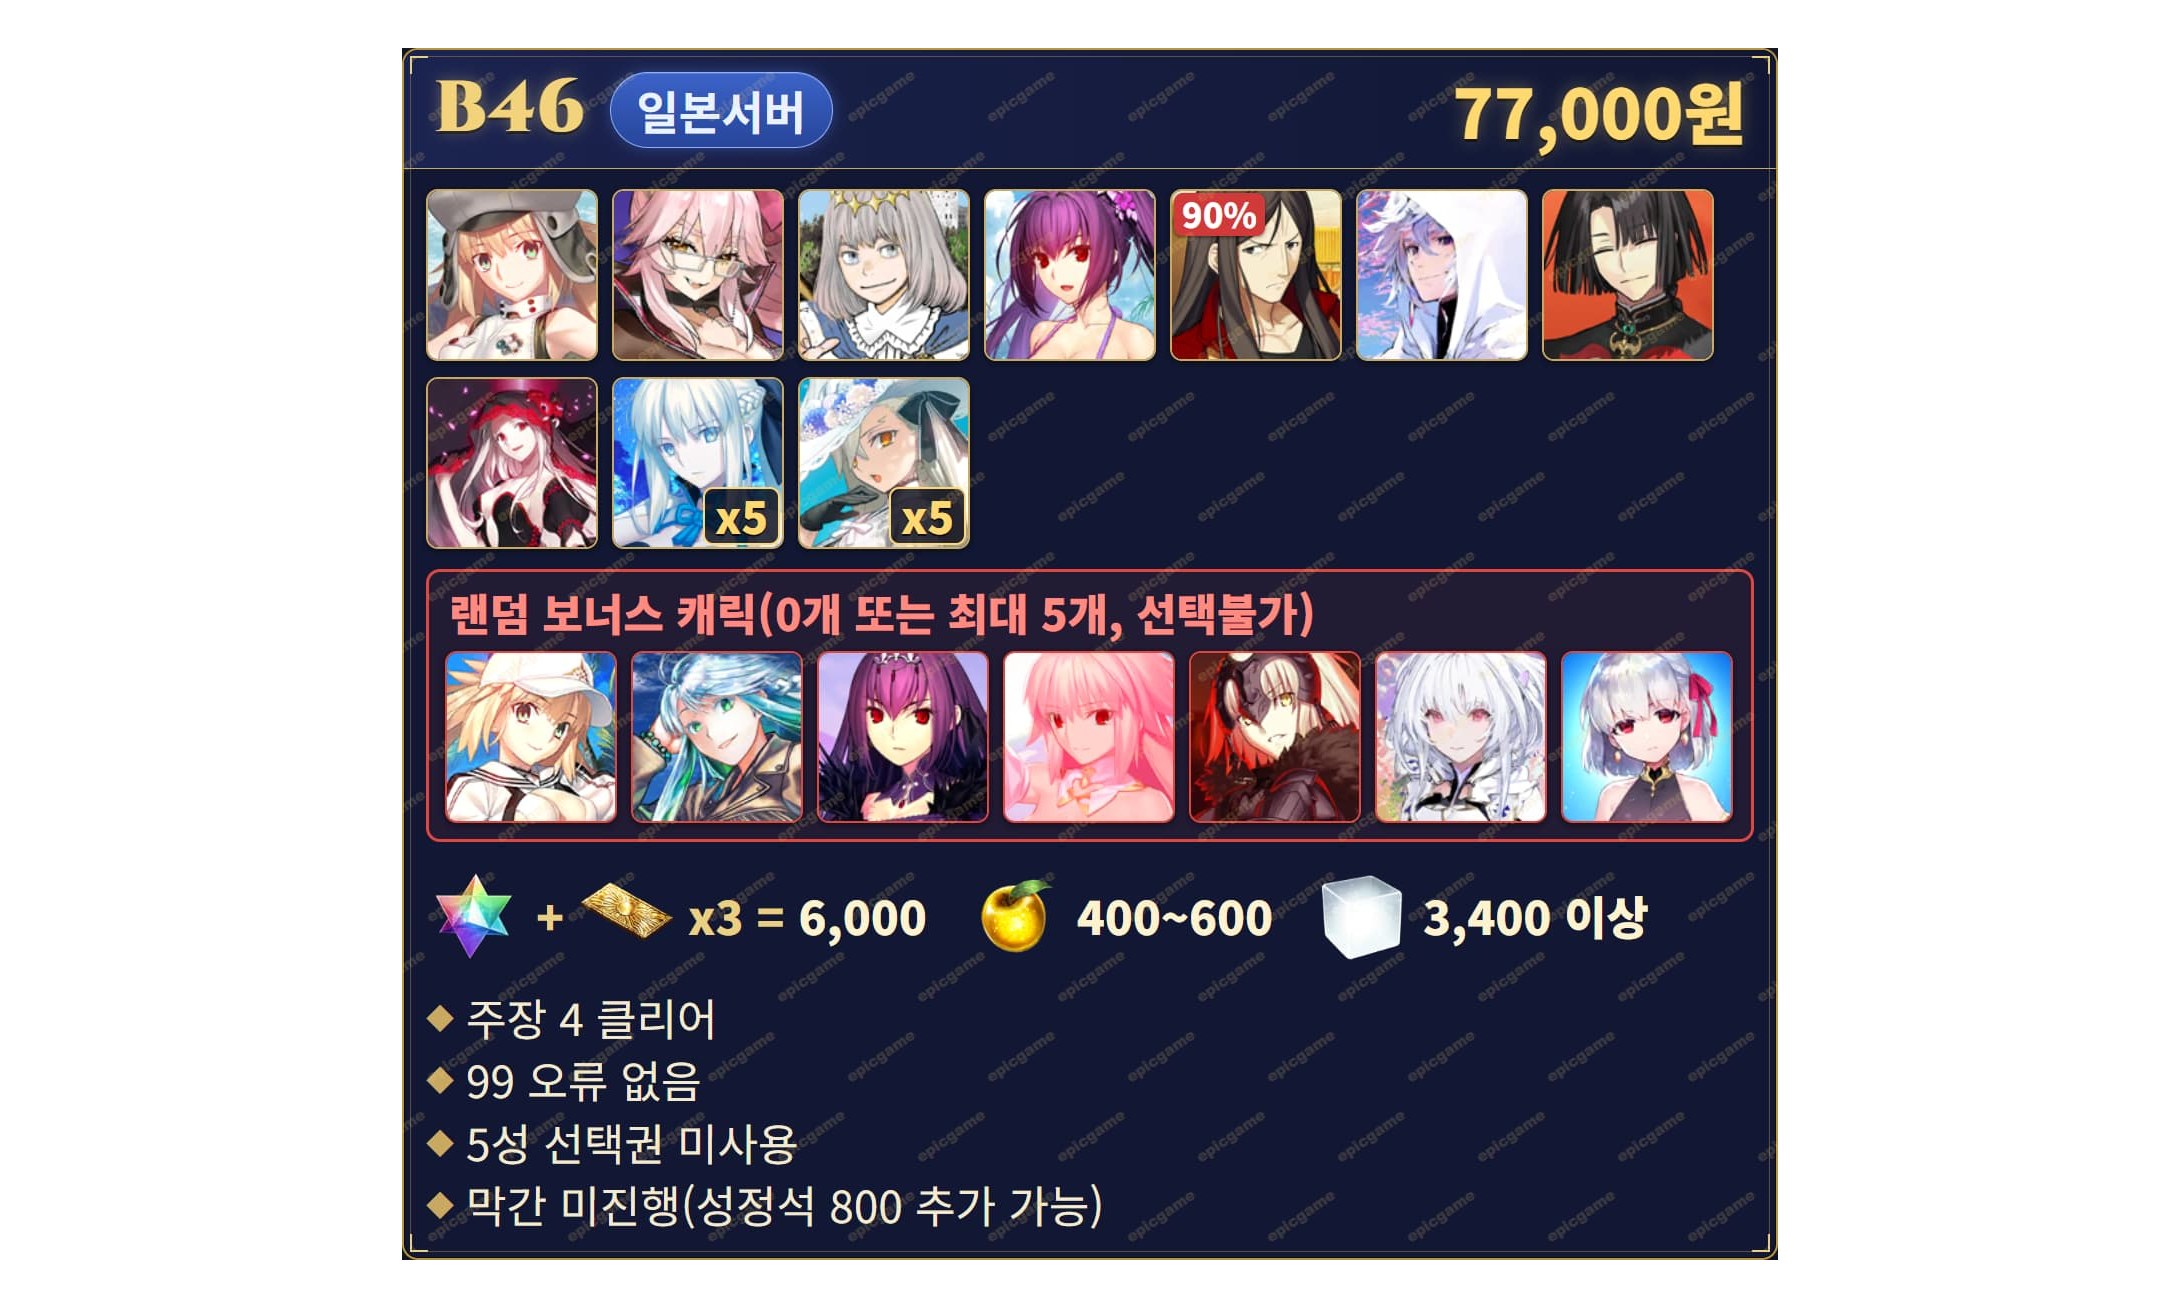 B46 일본서버 77,000원
90%
x5 x5
랜덤 보너스 캐릭(0개 또는 최대 5개, 선택불가)
+ x3 = 6,000 400~600 3,400 이상
주장 4 클리어
99 오류 없음
5성 선택권 미사용
막간 미진행(성정석 800 추가 가능)
epicgame